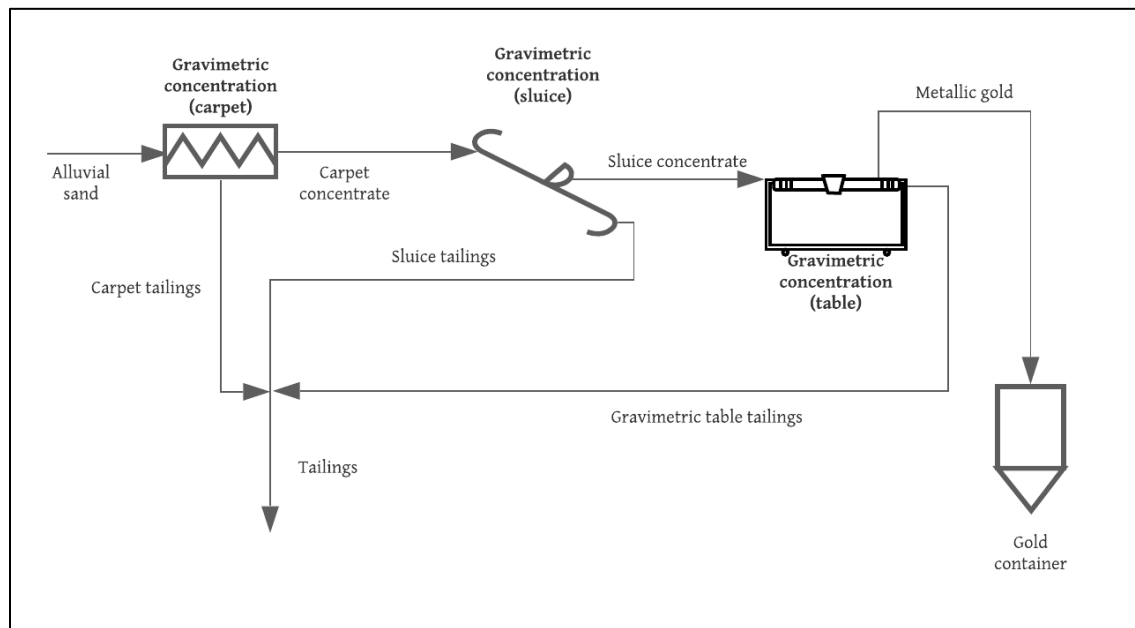 Gravimetric
concentration
(carpet)
Gravimetric
concentration
(sluice)
Metallic gold
Alluvial
sand
Carpet
concentrate
Sluice concentrate
Sluice tailings
Carpet tailings
Gravimetric
concentration
(table)
Gravimetric table tailings
Tailings
Gold
container